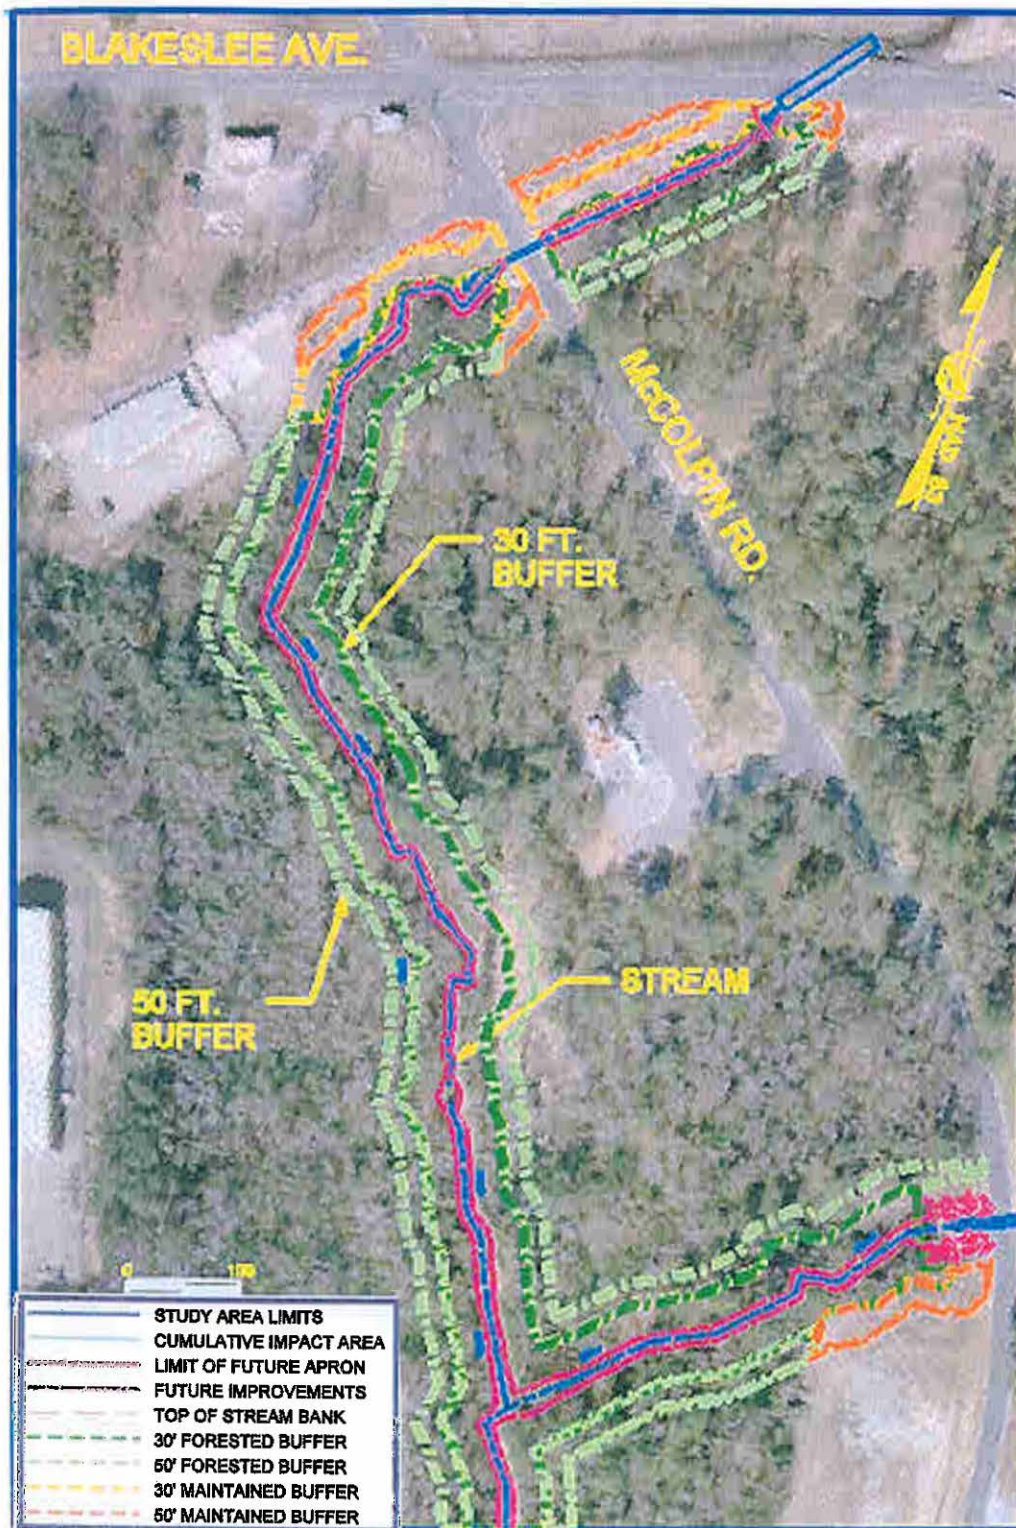 BLAKESLEE AVE.
McCOLPIN RD.
NAD 83
30 FT.
BUFFER
50 FT.
BUFFER
STREAM
0 100
STUDY AREA LIMITS
CUMULATIVE IMPACT AREA
LIMIT OF FUTURE APRON
FUTURE IMPROVEMENTS
TOP OF STREAM BANK
30' FORESTED BUFFER
50' FORESTED BUFFER
30' MAINTAINED BUFFER
50' MAINTAINED BUFFER